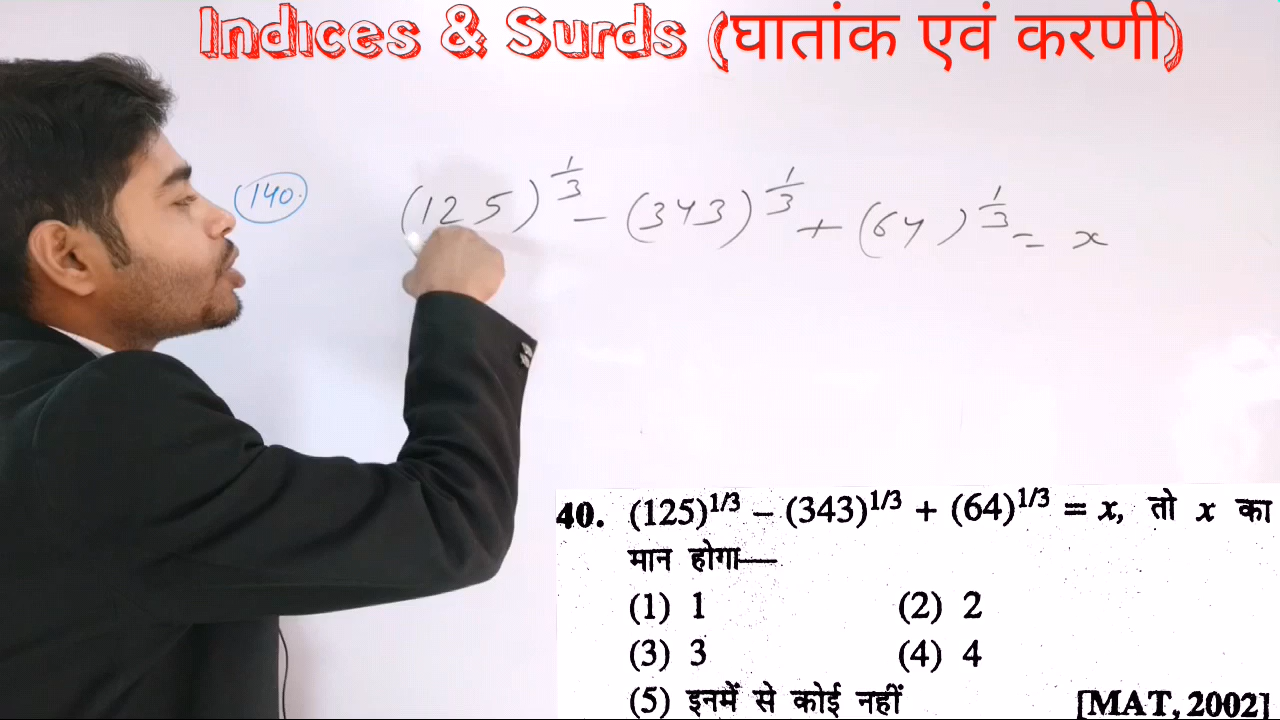 Indices & Surds (घातांक एवं करणी)
140. (125)^1/3 - (343)^1/3 + (64)^1/3 = x
40. (125)^1/3 – (343)^1/3 + (64)^1/3 = x, तो x का
मान होगा—
(1) 1 (2) 2
(3) 3 (4) 4
(5) इनमें से कोई नहीं [MAT, 2002]